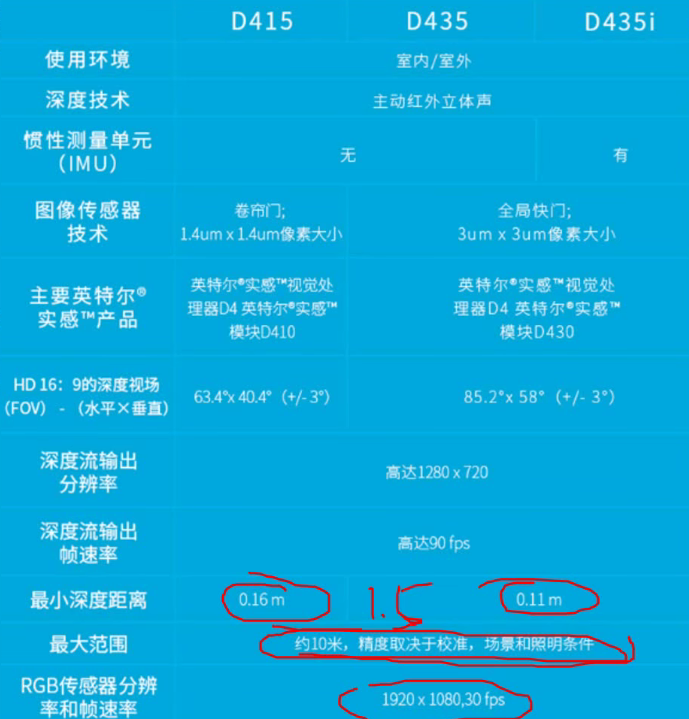 D415 D435 D435i
使用环境 室内/室外
深度技术 主动红外立体声
惯性测量单元
（IMU） 无 有
图像传感器
技术
卷帘门;
1.4um x 1.4um像素大小
全局快门;
3um x 3um像素大小
主要英特尔®
实感™产品
英特尔®实感™视觉处
理器D4 英特尔®实感™
模块D410
英特尔®实感™视觉处
理器D4 英特尔®实感™
模块D430
HD 16：9的深度视场
（FOV） - （水平×垂直）
63.4°x 40.4°（+/- 3°） 85.2°x 58°（+/- 3°）
深度流输出
分辨率
高达1280 x 720
深度流输出
帧速率
高达90 fps
最小深度距离 0.16 m 1.5 0.11 m
最大范围 约10米，精度取决于校准，场景和照明条件
RGB传感器分辨
率和帧速率
1920 x 1080,30 fps